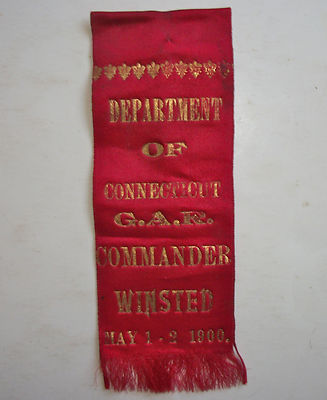 DEPARTMENT
OF
CONNECTICUT
G.A.R.
COMMANDER
WINSTED
MAY 1-2 1900.